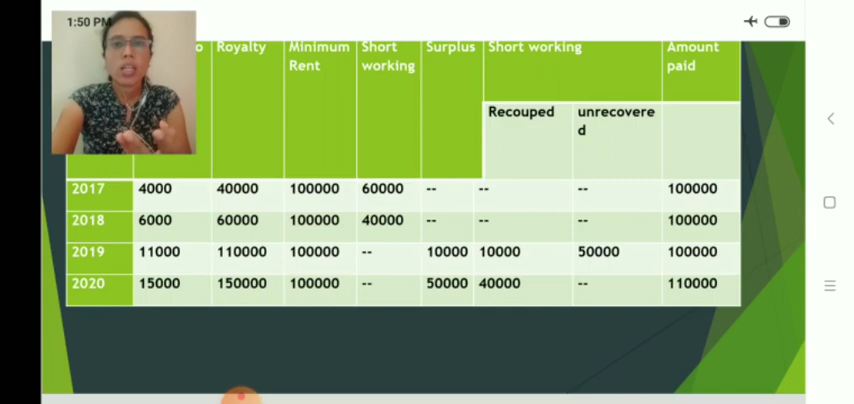 1:50 PM
o Royalty Minimum Short Surplus Short working Amount
Rent working paid
Recouped unrecovere
d
2017 4000 40000 100000 60000 -- -- -- 100000
2018 6000 60000 100000 40000 -- -- -- 100000
2019 11000 110000 100000 -- 10000 10000 50000 100000
2020 15000 150000 100000 -- 50000 40000 -- 110000